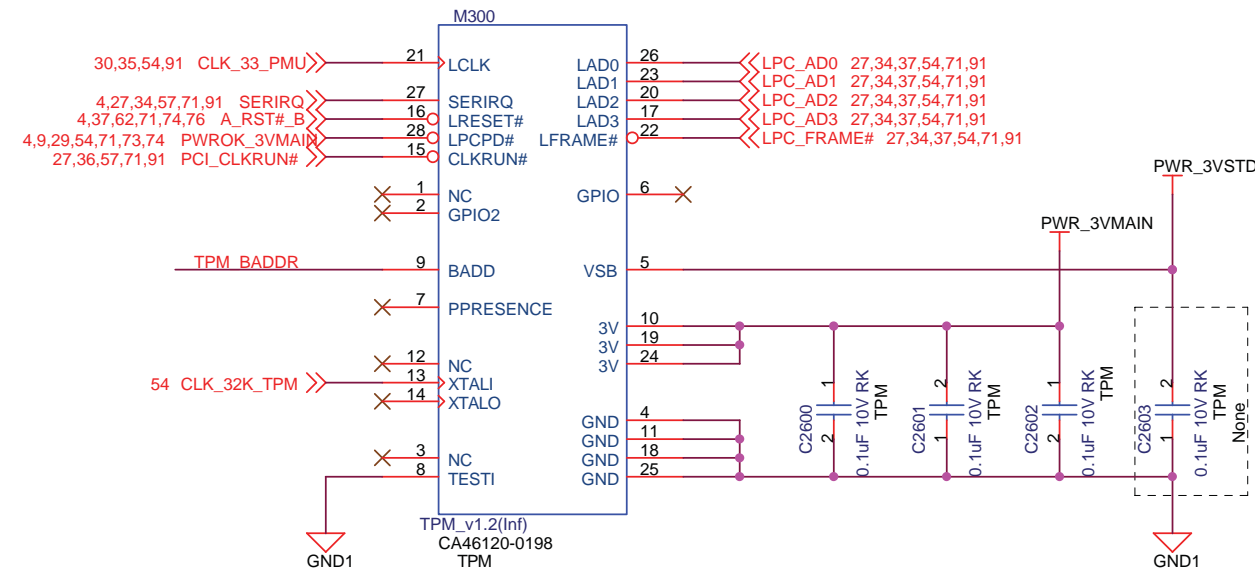 M300
30,35,54,91 CLK_33_PMU 21 LCLK
4,27,34,57,71,91 SERIRQ 27 SERIRQ
4,37,62,71,74,76 A_RST#_B 16 LRESET#
4,9,29,54,71,73,74 PWROK_3VMAIN 28 LPCPD#
27,36,57,71,91 PCI_CLKRUN# 15 CLKRUN#
1 NC
2 GPIO2
TPM_BADDR 9 BADD
7 PPRESENCE
12 NC
54 CLK_32K_TPM 13 XTALI
14 XTALO
3 NC
8 TESTI
GND1
LAD0 26 LPC_AD0 27,34,37,54,71,91
LAD1 23 LPC_AD1 27,34,37,54,71,91
LAD2 20 LPC_AD2 27,34,37,54,71,91
LAD3 17 LPC_AD3 27,34,37,54,71,91
LFRAME# 22 LPC_FRAME# 27,34,37,54,71,91
GPIO 6
PWR_3VSTD
PWR_3VMAIN
VSB 5
3V 10
3V 19
3V 24
GND 4
GND 11
GND 18
GND 25
1 C2600 2
0.1uF 10V RK
TPM
2 C2601 1
0.1uF 10V RK
TPM
1 C2602 2
0.1uF 10V RK
TPM
2 C2603 1
0.1uF 10V RK
TPM
None
GND1
TPM_v1.2(Inf)
CA46120-0198
TPM